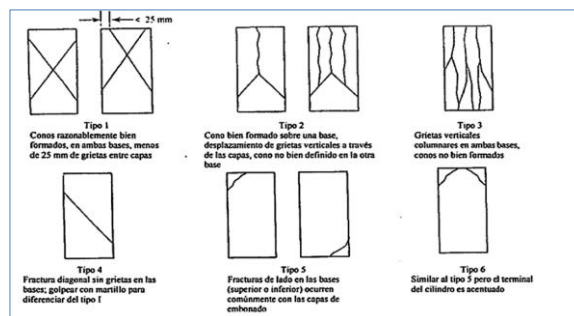 < 25 mm
Tipo 1
Conos razonablemente bien
formados, en ambas bases, menos
de 25 mm de grietas entre capas
Tipo 2
Cono bien formado sobre una base,
desplazamiento de grietas verticales a través
de las capas, cono no bien definido en la otra
base
Tipo 3
Grietas verticales
columnares en ambas bases,
conos no bien formados
Tipo 4
Fractura diagonal sin grietas en las
bases; golpear con martillo para
diferenciar del tipo I
Tipo 5
Fracturas de lado en las bases
(superior o inferior) ocurren
comúnmente con las capas de
embonado
Tipo 6
Similar al tipo 5 pero el terminal
del cilindro es acentuado